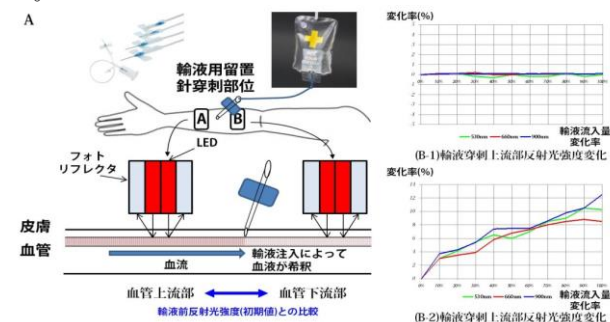 A
輸液用留置
針穿刺部位
A
B
LED
フォト
リフレクタ
皮膚
血管
血流
輸液注入によって
血液が希釈
血管上流部
血管下流部
輸液前反射光強度(初期値)との比較
変化率(%)
510nm
660nm
900nm
輸液流入量
変化率
(B-1)輸液穿刺上流部反射光強度変化
変化率(%)
510nm
660nm
900nm
輸液流入量
変化率
(B-2)輸液穿刺上流部反射光強度変化